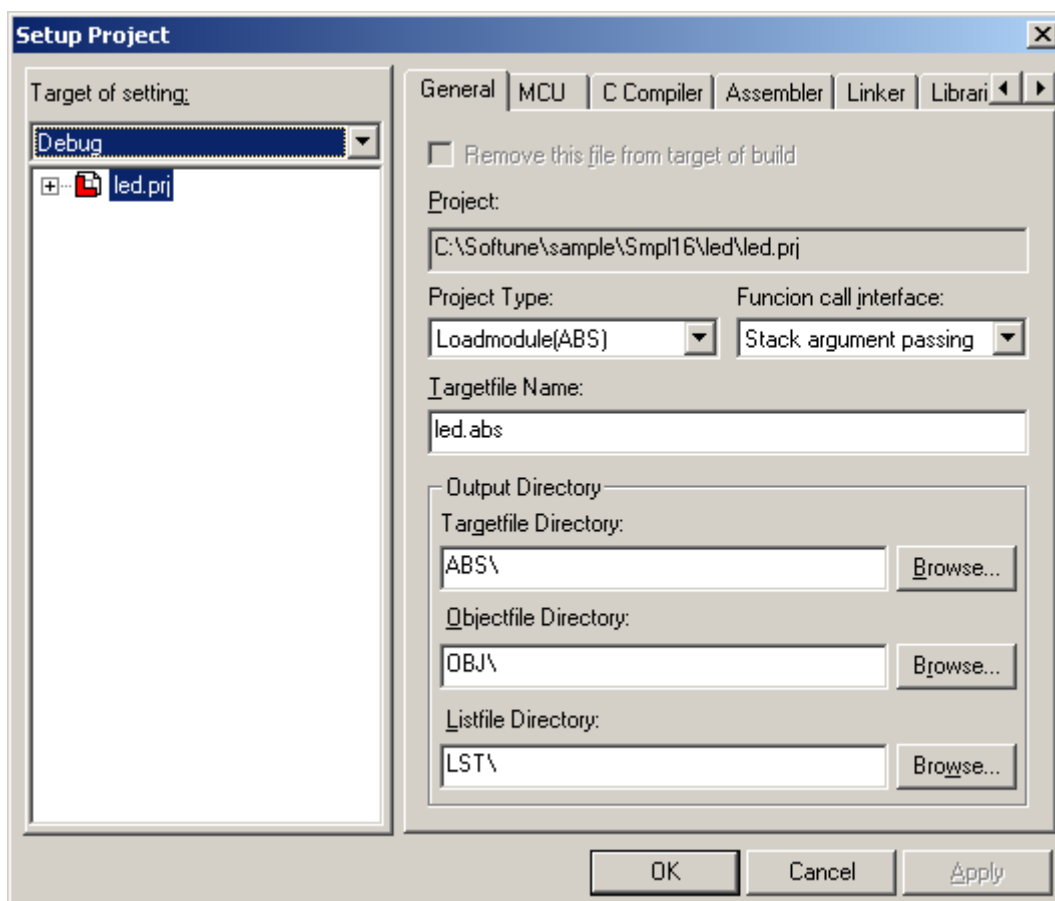 Setup Project
Target of setting:
Debug
led.prj
General MCU C Compiler Assembler Linker Librari
Remove this file from target of build
Project:
C:\Softune\sample\Smpl16\led\led.prj
Project Type: Funcion call interface:
Loadmodule(ABS) Stack argument passing
Targetfile Name:
led.abs
Output Directory
Targetfile Directory:
ABS\ Browse...
Objectfile Directory:
OBJ\ Browse...
Listfile Directory:
LST\ Browse...
OK Cancel Apply